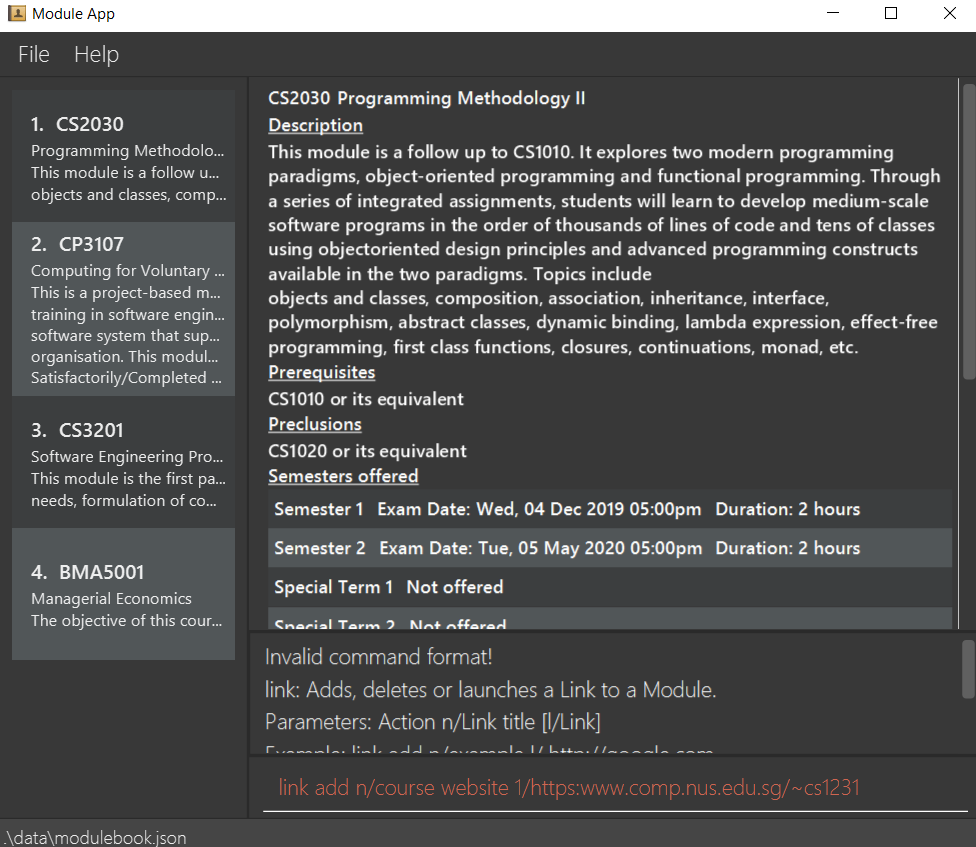 Module App
File Help
1. CS2030
Programming Methodolo...
This module is a follow u...
objects and classes, comp...
2. CP3107
Computing for Voluntary ...
This is a project-based m...
training in software engin...
software system that sup...
organisation. This modul...
Satisfactorily/Completed ...
3. CS3201
Software Engineering Pro...
This module is the first pa...
needs, formulation of co...
4. BMA5001
Managerial Economics
The objective of this cour...
CS2030 Programming Methodology II
Description
This module is a follow up to CS1010. It explores two modern programming
paradigms, object-oriented programming and functional programming. Through
a series of integrated assignments, students will learn to develop medium-scale
software programs in the order of thousands of lines of code and tens of classes
using objectoriented design principles and advanced programming constructs
available in the two paradigms. Topics include
objects and classes, composition, association, inheritance, interface,
polymorphism, abstract classes, dynamic binding, lambda expression, effect-free
programming, first class functions, closures, continuations, monad, etc.
Prerequisites
CS1010 or its equivalent
Preclusions
CS1020 or its equivalent
Semesters offered
Semester 1 Exam Date: Wed, 04 Dec 2019 05:00pm Duration: 2 hours
Semester 2 Exam Date: Tue, 05 May 2020 05:00pm Duration: 2 hours
Special Term 1 Not offered
Special Term 2 Not offered
Invalid command format!
link: Adds, deletes or launches a Link to a Module.
Parameters: Action n/Link title [l/Link]
Example: link add n/example l/ http://google.com
link add n/course website 1/https:www.comp.nus.edu.sg/~cs1231
.\data\modulebook.json